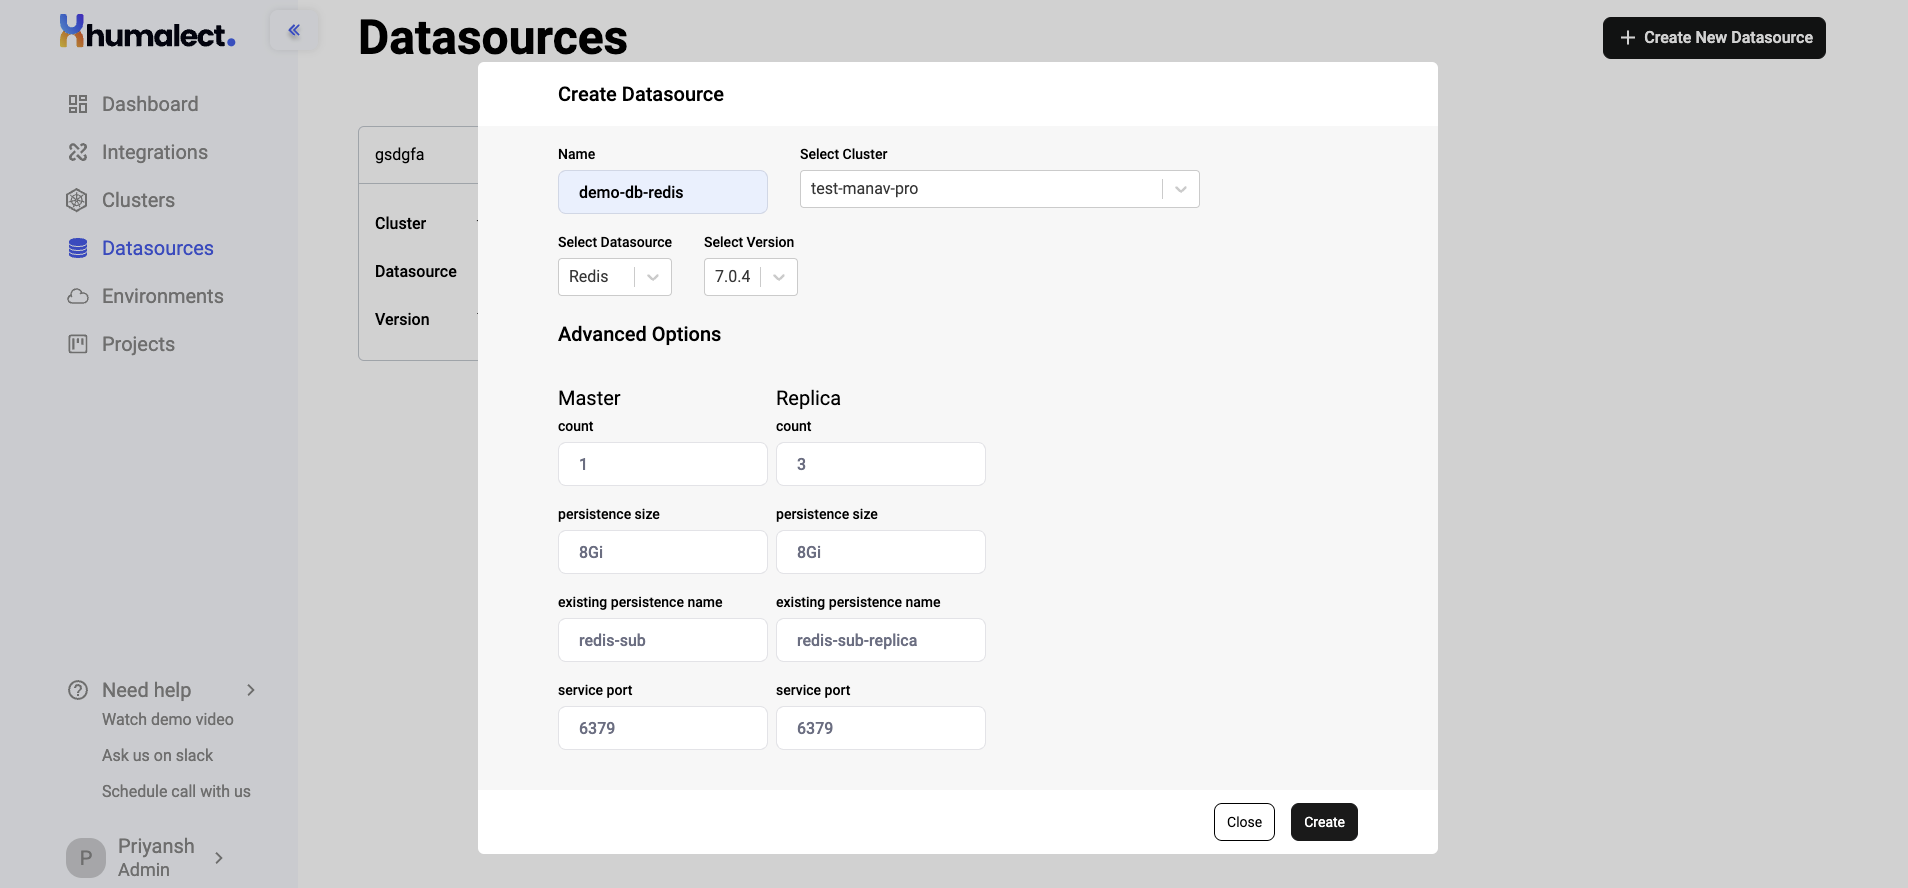 humalect.
Dashboard
Integrations
Clusters
Datasources
Environments
Projects
Need help
Watch demo video
Ask us on slack
Schedule call with us
P
Priyansh
Admin
Datasources
+ Create New Datasource
gsdgfa
Cluster
Datasource
Version
Create Datasource
Name
demo-db-redis
Select Cluster
test-manav-pro
Select Datasource
Redis
Select Version
7.0.4
Advanced Options
Master
count
1
persistence size
8Gi
existing persistence name
redis-sub
service port
6379
Replica
count
3
persistence size
8Gi
existing persistence name
redis-sub-replica
service port
6379
Close
Create